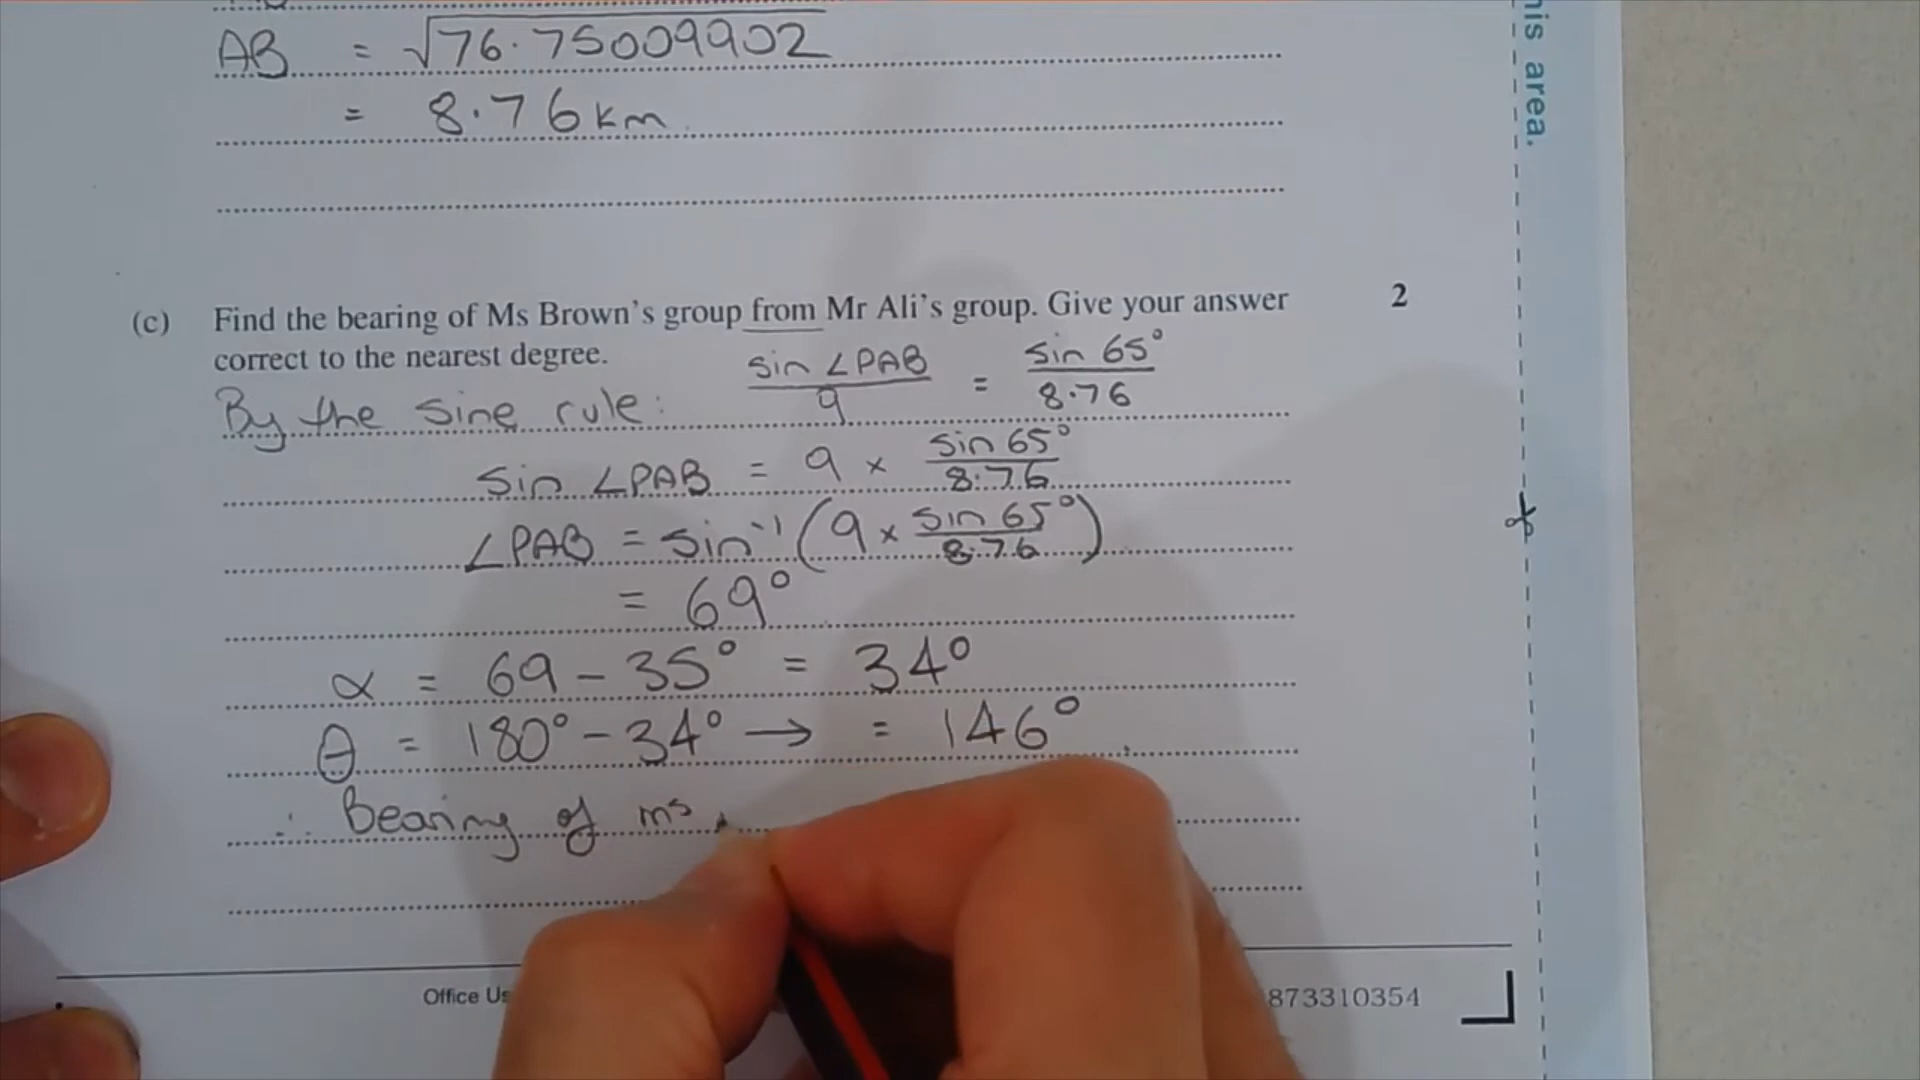 AB = √76.75009902
= 8.76 km
his area.
(c) Find the bearing of Ms Brown's group from Mr Ali's group. Give your answer 2
correct to the nearest degree.
By the sine rule: sin ∠PAB / 9 = sin 65° / 8.76
sin ∠PAB = 9 × sin 65° / 8.76
∠PAB = sin⁻¹ (9 × sin 65° / 8.76)
= 69°
α = 69 - 35° = 34°
θ = 180° - 34° → = 146°
∴ Bearing of ms
Office Us
873310354